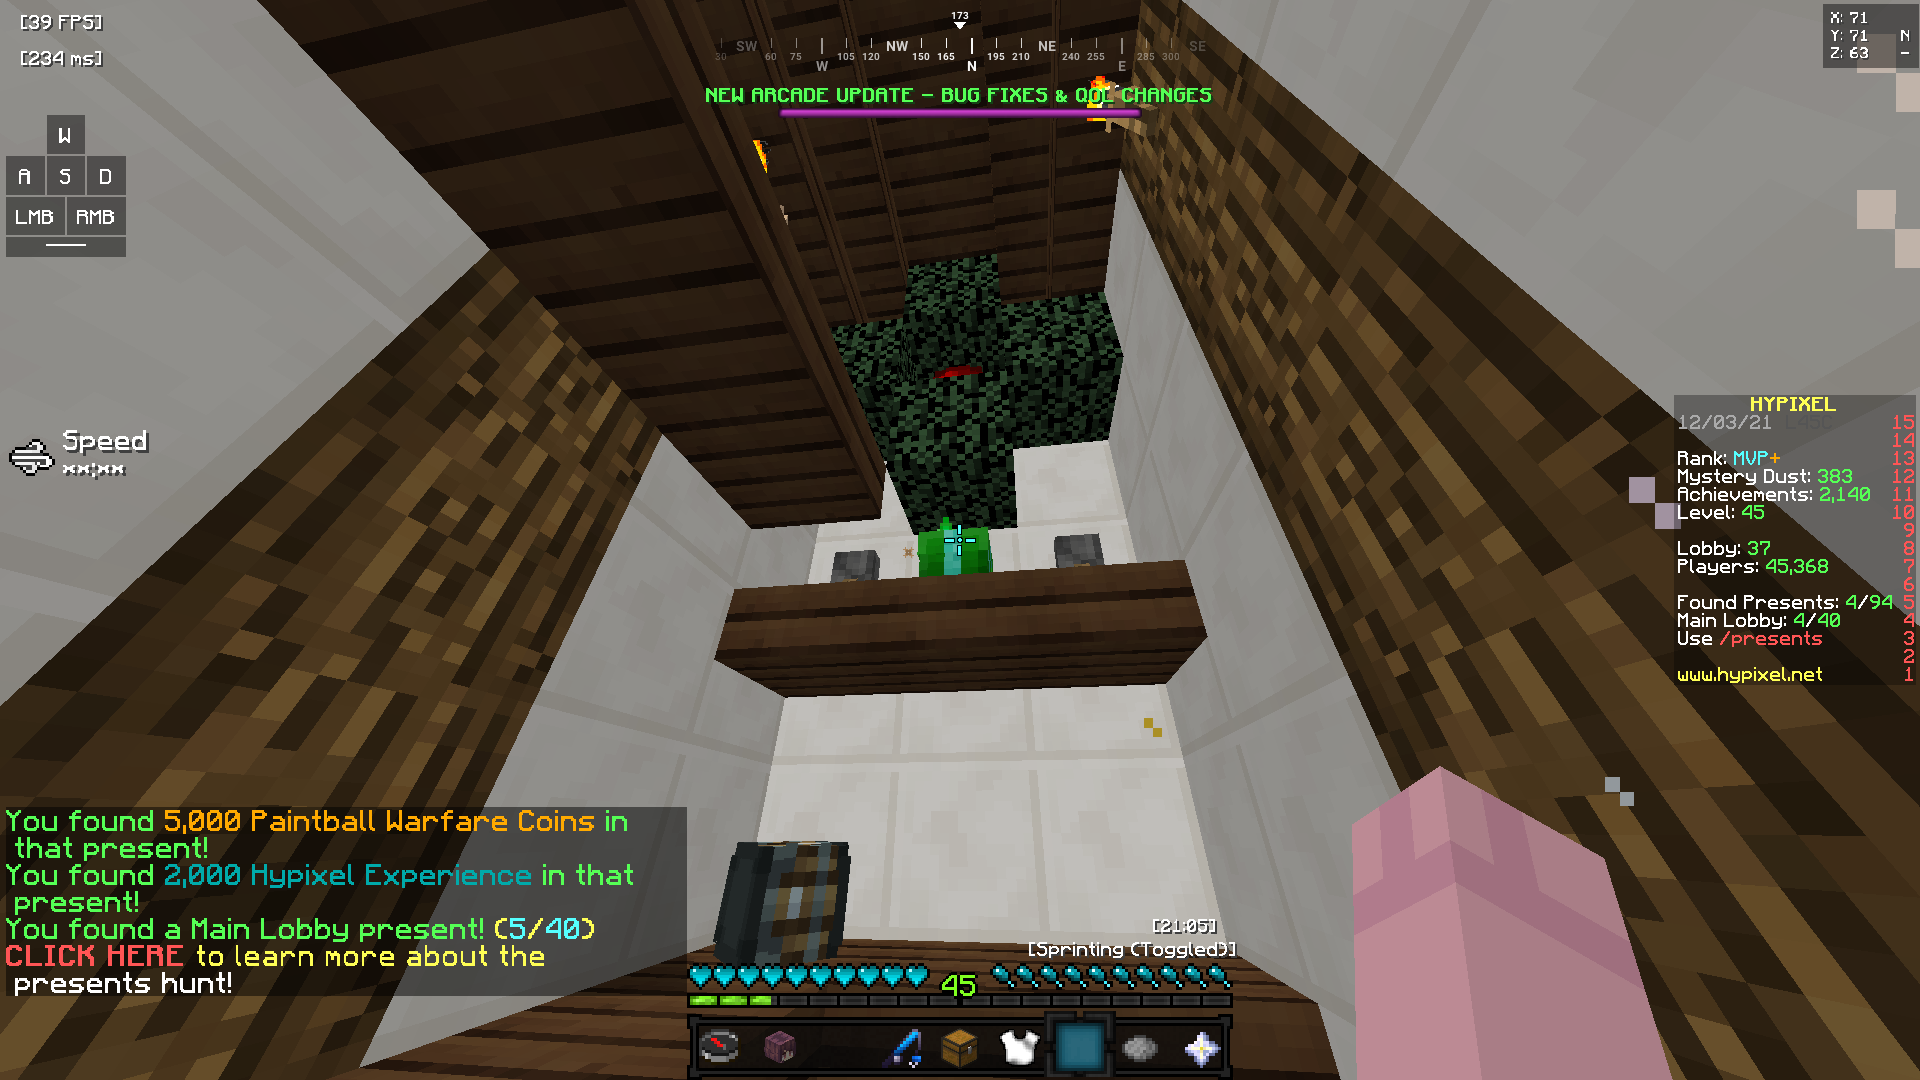 [39 FPS]
[234 ms]
173
SW NW NE SE
30 60 75 105 120 150 165 195 210 240 255 285 300
W N E
NEW ARCADE UPDATE - BUG FIXES & QOL CHANGES
X: 71
Y: 71 N
Z: 63 -
W
A S D
LMB RMB
Speed
xx:xx
HYPIXEL
12/03/21 15
14
Rank: MVP+ 13
Mystery Dust: 383 12
Achievements: 2,140 11
Level: 45 10
9
Lobby: 37 8
Players: 45,368 7
6
Found Presents: 4/94 5
Main Lobby: 4/40 4
Use /presents 3
2
www.hypixel.net 1
You found 5,000 Paintball Warfare Coins in
that present!
You found 2,000 Hypixel Experience in that
present!
You found a Main Lobby present! (5/40)
CLICK HERE to learn more about the
presents hunt!
[21:05]
[Sprinting (Toggled)]
45